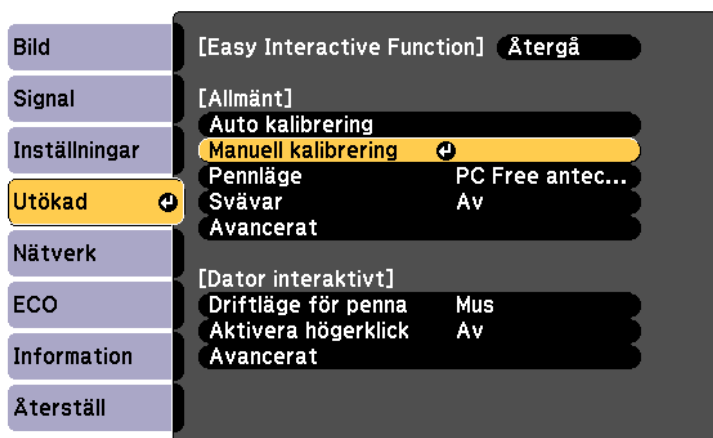 Bild
Signal
Inställningar
Utökad
Nätverk
ECO
Information
Återställ
[Easy Interactive Function] Återgå
[Allmänt]
Auto kalibrering
Manuell kalibrering
Pennläge PC Free antec...
Svävar Av
Avancerat
[Dator interaktivt]
Driftläge för penna Mus
Aktivera högerklick Av
Avancerat